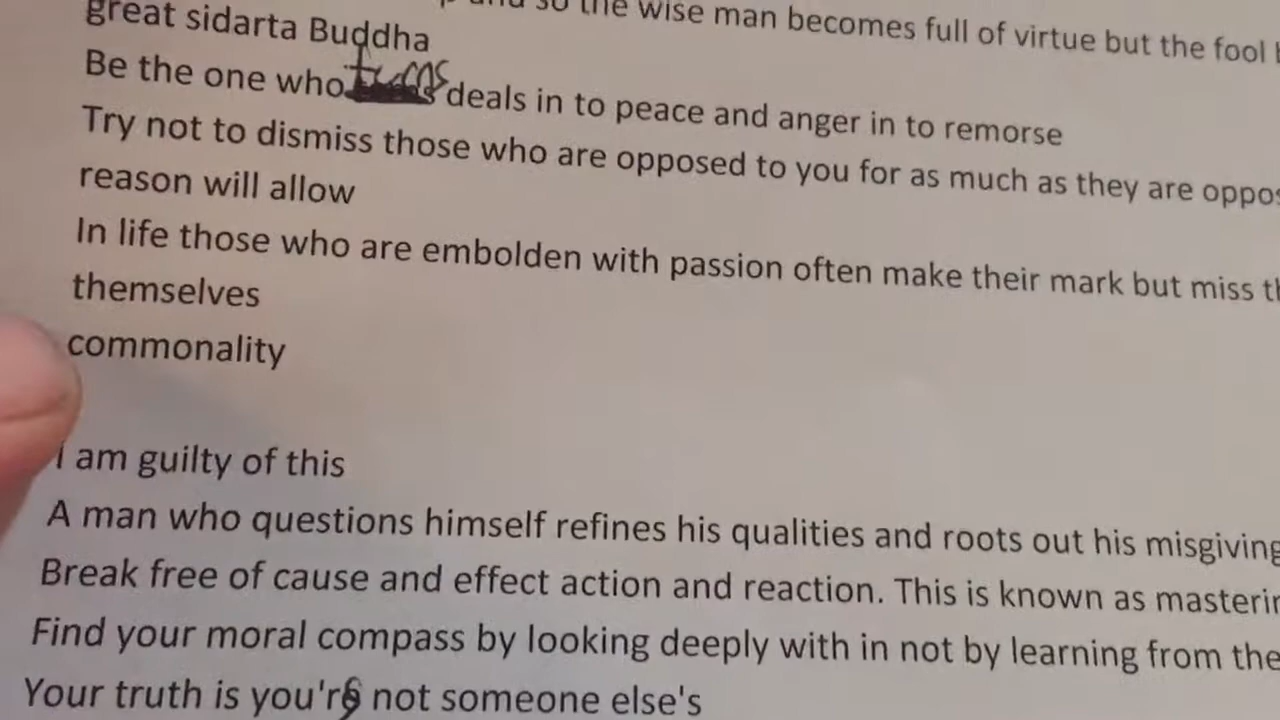 and so the wise man becomes full of virtue but the fool
great sidarta Buddha
Be the one who turns deals in to peace and anger in to remorse
Try not to dismiss those who are opposed to you for as much as they are
reason will allow
In life those who are embolden with passion often make their mark but miss
themselves
commonality
I am guilty of this
A man who questions himself refines his qualities and roots out his
Break free of cause and effect action and reaction. This is known as
Find your moral compass by looking deeply with in not by learning from the
Your truth is you'rs not someone else's